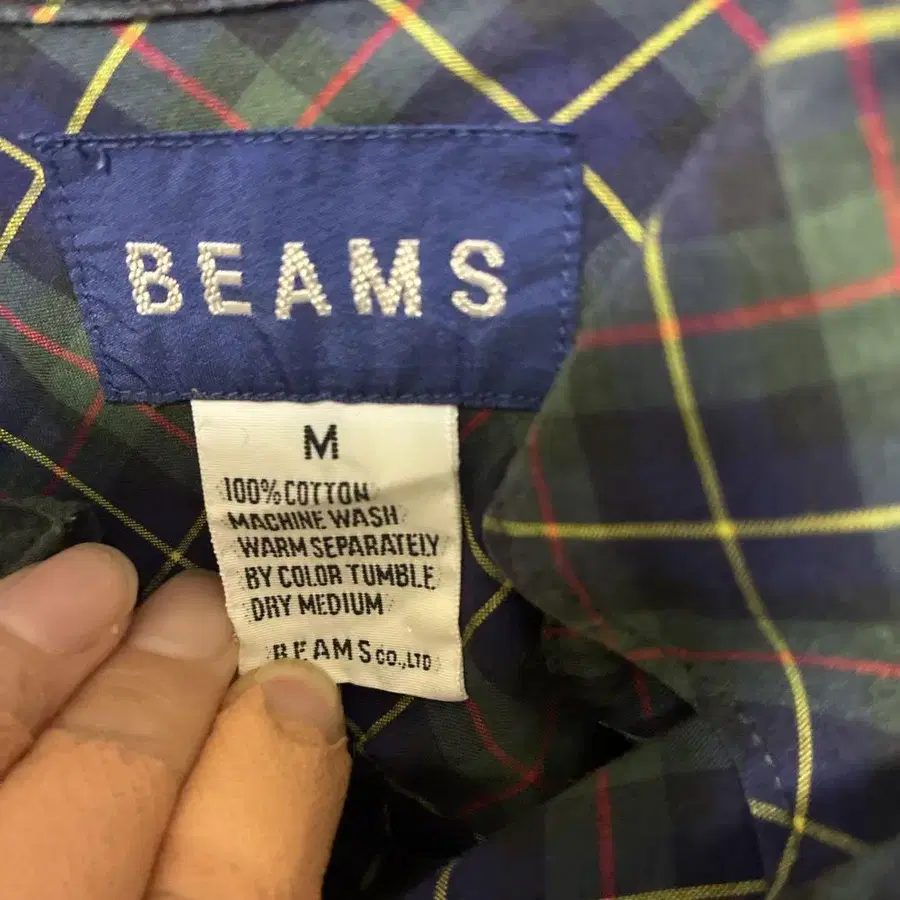 BEAMS
M
100% COTTON
MACHINE WASH
WARM SEPARATELY
BY COLOR TUMBLE
DRY MEDIUM
BEAMS CO.,LTD